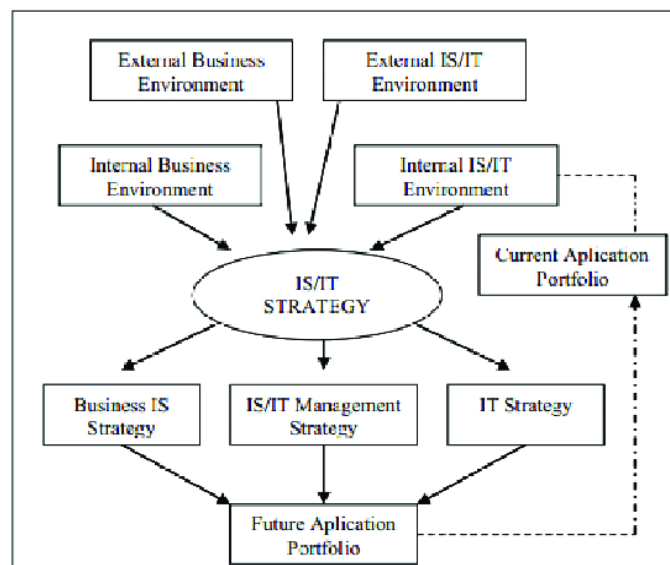 External Business
Environment
External IS/IT
Environment
Internal Business
Environment
Internal IS/IT
Environment
Current Aplication
Portfolio
IS/IT
STRATEGY
Business IS
Strategy
IS/IT Management
Strategy
IT Strategy
Future Aplication
Portfolio